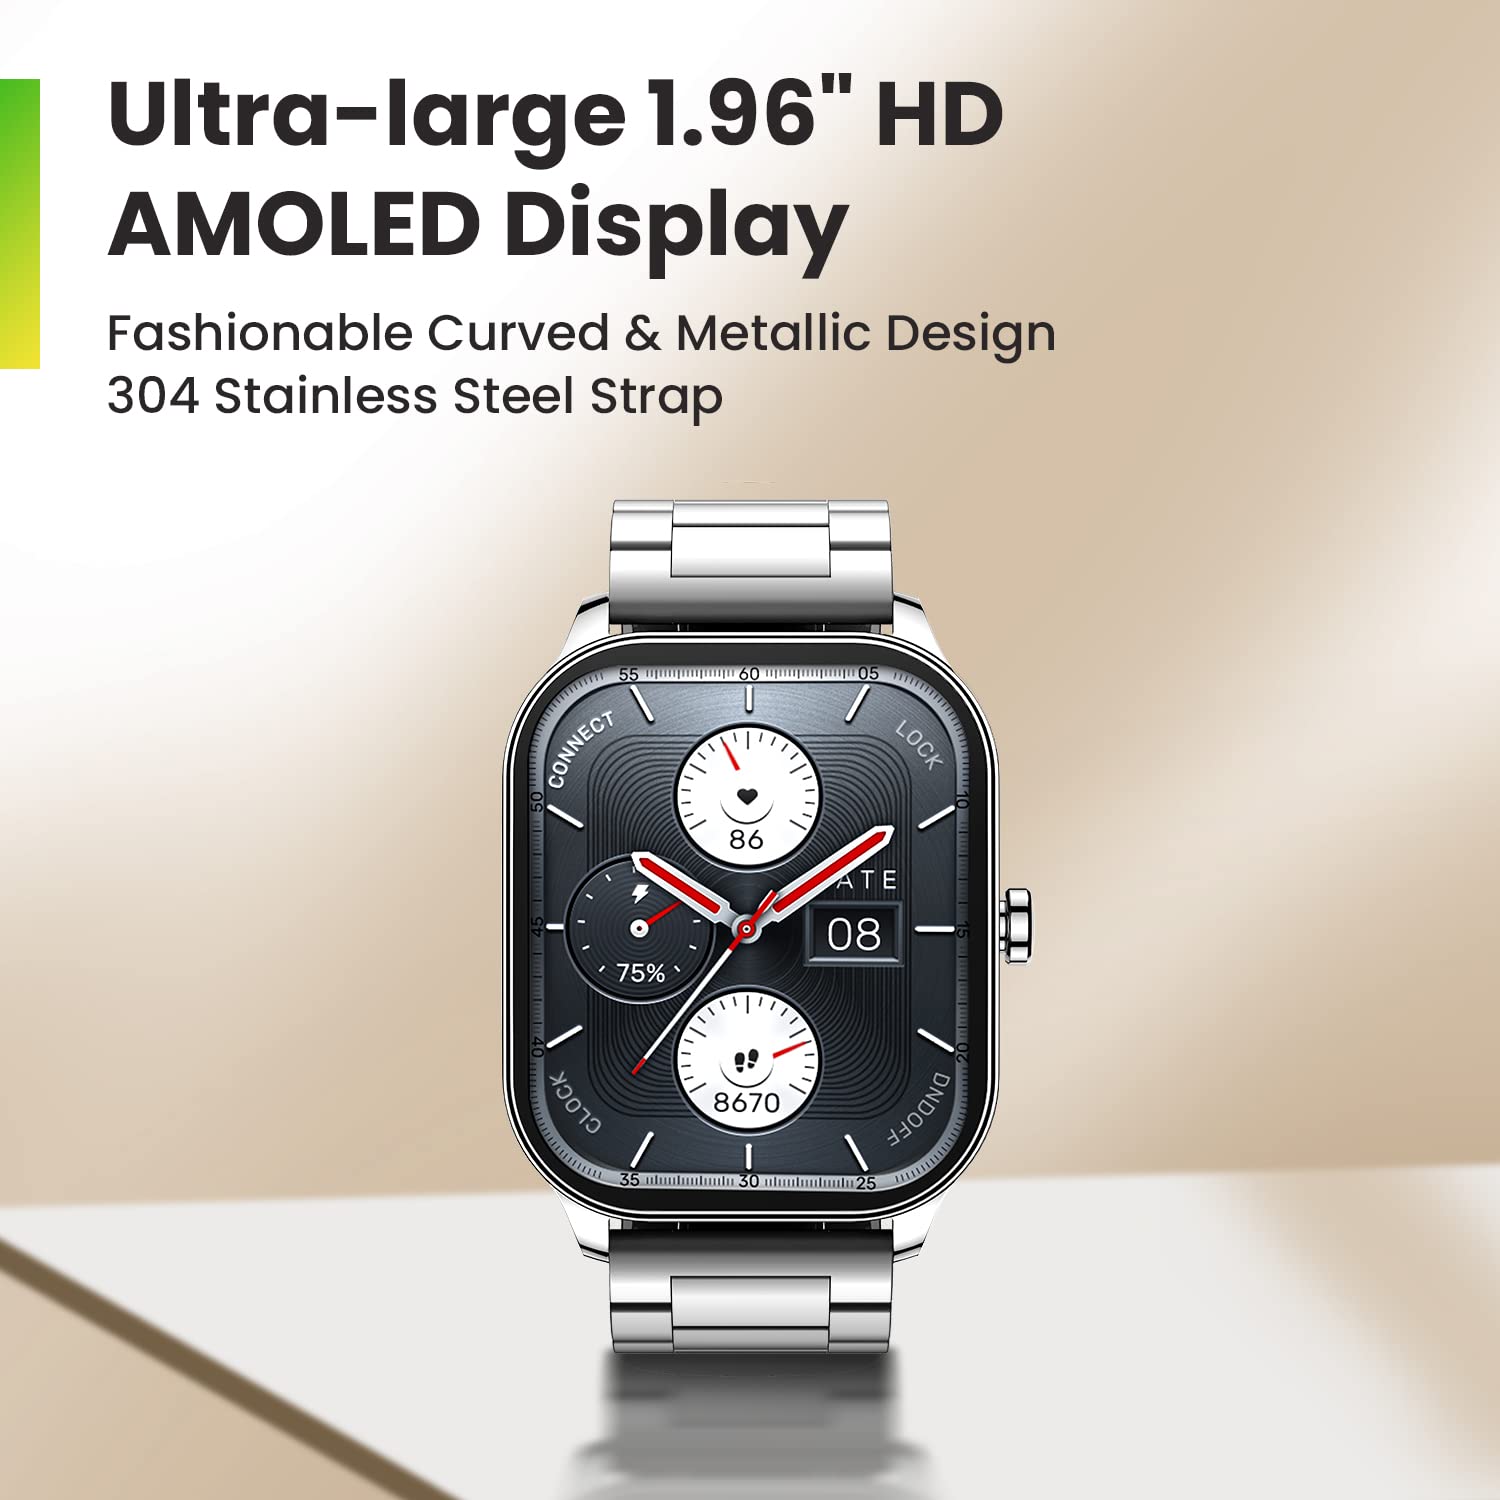 Ultra-large 1.96" HD
AMOLED Display
Fashionable Curved & Metallic Design
304 Stainless Steel Strap
55 60 05
CONNECT LOCK
50 10
86
ATE
45 08 15
75%
40 20
8670
CLOCK DNDOFF
35 30 25